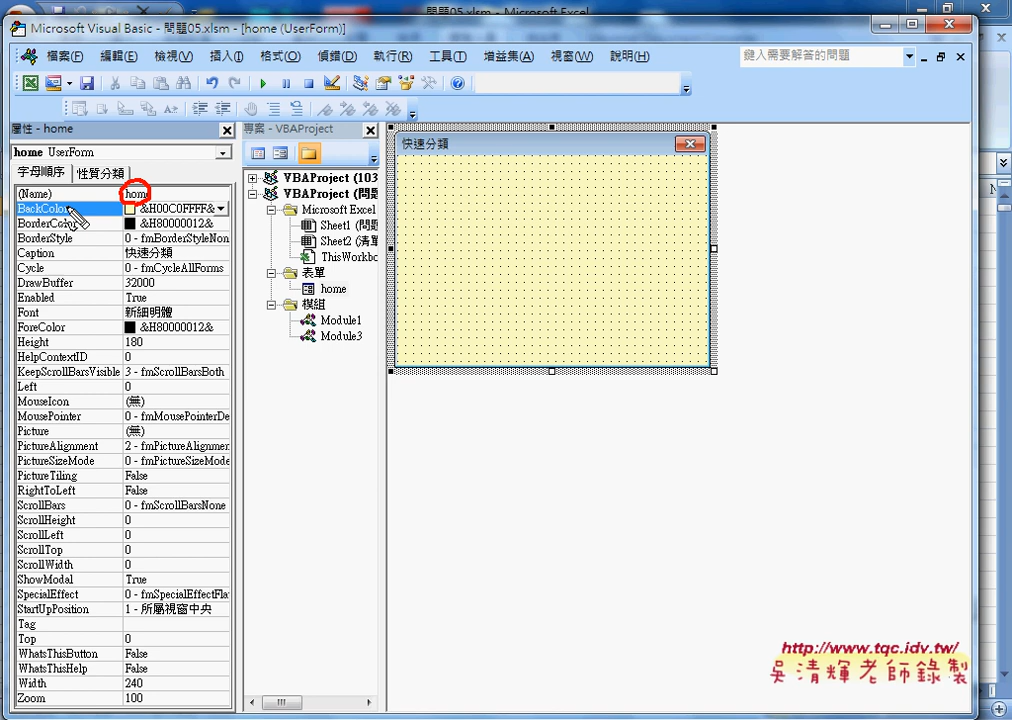 問題05.xlsm - Microsoft Excel
Microsoft Visual Basic - 問題05.xlsm - [home (UserForm)]
檔案(F) 編輯(E) 檢視(V) 插入(I) 格式(O) 偵錯(D) 執行(R) 工具(T) 增益集(A) 視窗(W) 說明(H) 鍵入需要解答的問題
屬性 - home
home UserForm
字母順序 性質分類
(Name) home
BackColor &H00C0FFFF&
BorderColor &H80000012&
BorderStyle 0 - fmBorderStyleNon
Caption 快速分類
Cycle 0 - fmCycleAllForms
DrawBuffer 32000
Enabled True
Font 新細明體
ForeColor &H80000012&
Height 180
HelpContextID 0
KeepScrollBarsVisible 3 - fmScrollBarsBoth
Left 0
MouseIcon (無)
MousePointer 0 - fmMousePointerDe
Picture (無)
PictureAlignment 2 - fmPictureAlignmen
PictureSizeMode 0 - fmPictureSizeMode
PictureTiling False
RightToLeft False
ScrollBars 0 - fmScrollBarsNone
ScrollHeight 0
ScrollLeft 0
ScrollTop 0
ScrollWidth 0
ShowModal True
SpecialEffect 0 - fmSpecialEffectFla
StartUpPosition 1 - 所屬視窗中央
Tag
Top 0
WhatsThisButton False
WhatsThisHelp False
Width 240
Zoom 100
專案 - VBAProject
VBAProject (103
VBAProject (問題
Microsoft Excel
Sheet1 (問題
Sheet2 (清單
ThisWorkbo
表單
home
模組
Module1
Module3
快速分類
http://www.tqc.idv.tw/
吳清輝老師錄製